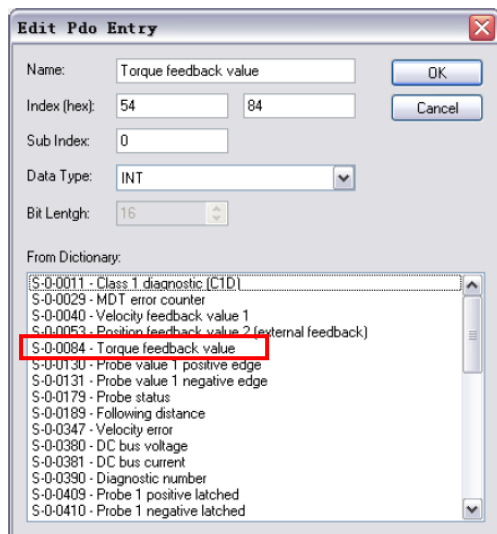 Edit Pdo Entry
Name: Torque feedback value OK
Index (hex): 54 84 Cancel
Sub Index: 0
Data Type: INT
Bit Lentgh: 16
From Dictionary:
S-0-0011 - Class 1 diagnostic (C1D)
S-0-0029 - MDT error counter
S-0-0040 - Velocity feedback value 1
S-0-0053 - Position feedback value 2 (external feedback)
S-0-0084 - Torque feedback value
S-0-0130 - Probe value 1 positive edge
S-0-0131 - Probe value 1 negative edge
S-0-0179 - Probe status
S-0-0189 - Following distance
S-0-0347 - Velocity error
S-0-0380 - DC bus voltage
S-0-0381 - DC bus current
S-0-0390 - Diagnostic number
S-0-0409 - Probe 1 positive latched
S-0-0410 - Probe 1 negative latched